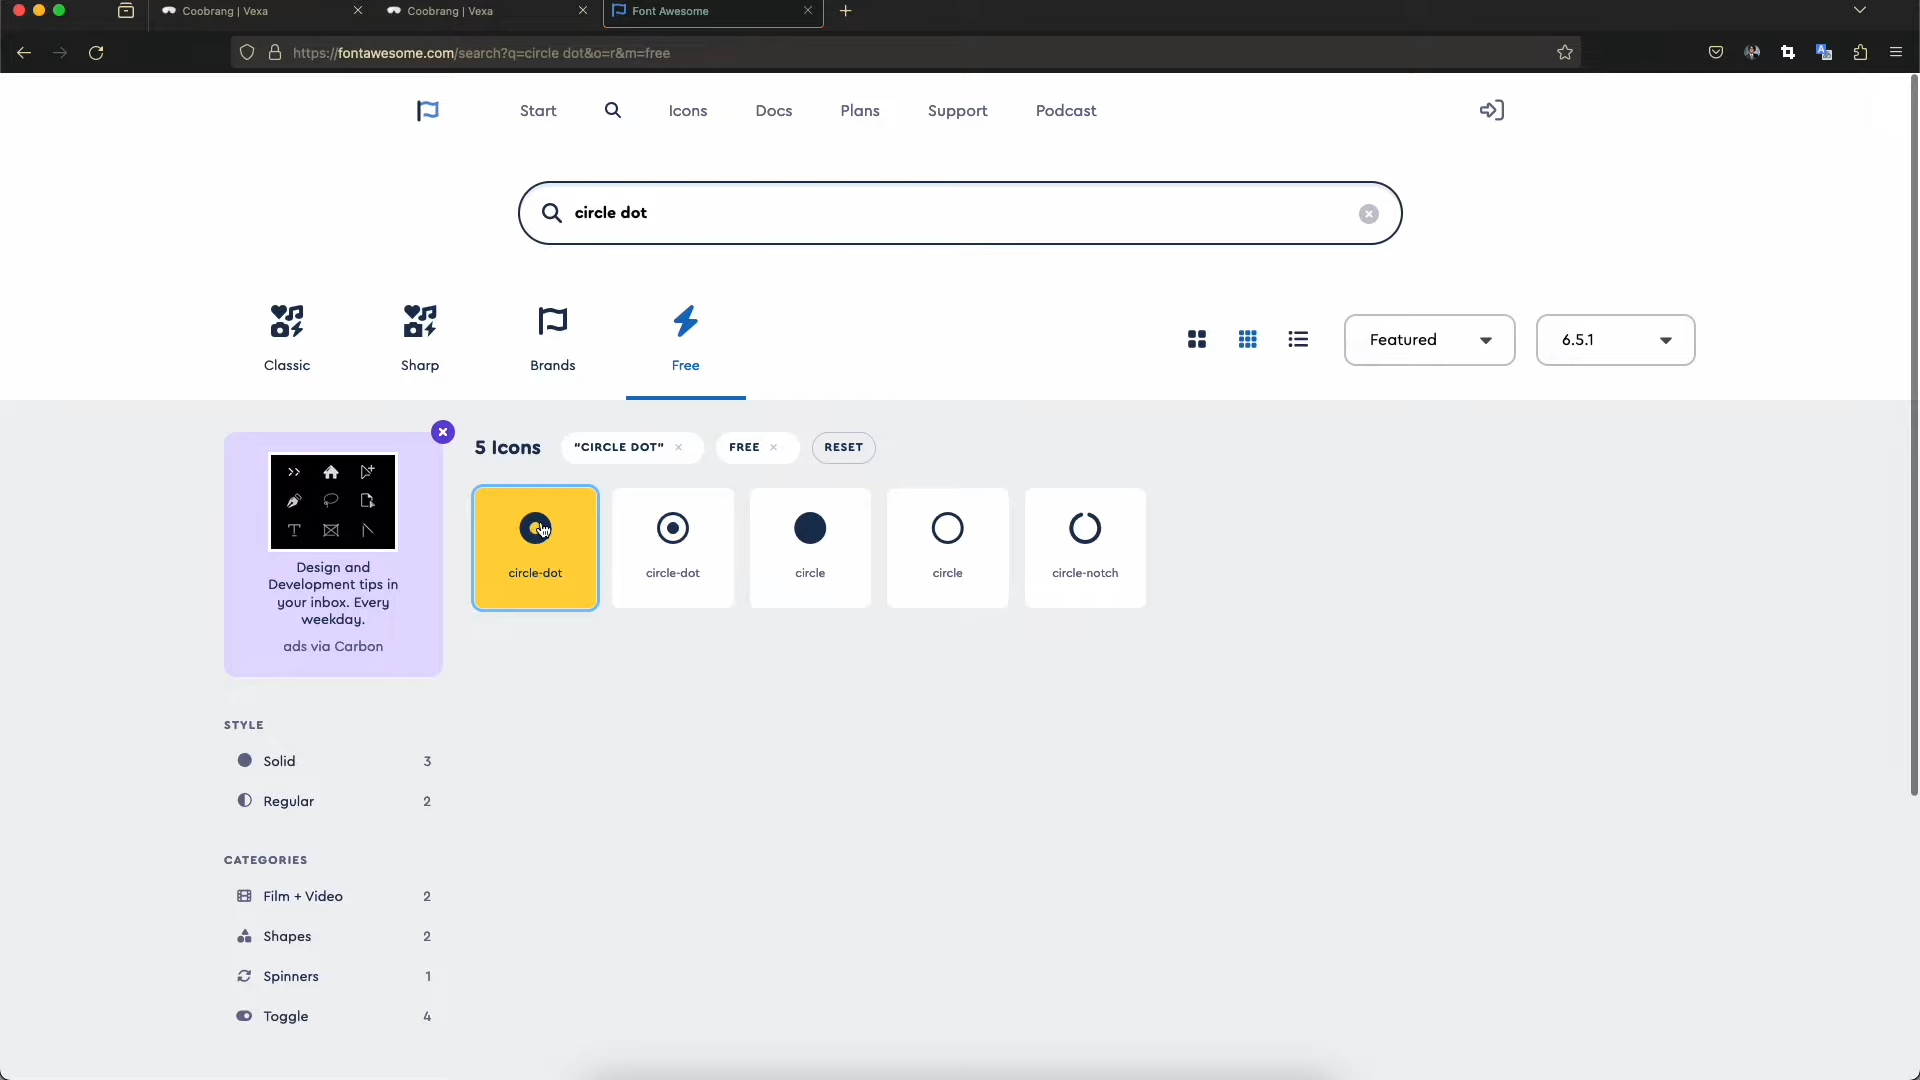 Coobrang | Vexa
Coobrang | Vexa
Font Awesome
https://fontawesome.com/search?q=circle dot&o=r&m=free
Start
Icons
Docs
Plans
Support
Podcast
circle dot
Classic
Sharp
Brands
Free
Featured
6.5.1
5 Icons
"CIRCLE DOT"
FREE
RESET
circle-dot
circle-dot
circle
circle
circle-notch
Design and
Development tips in
your inbox. Every
weekday.
ads via Carbon
STYLE
Solid 3
Regular 2
CATEGORIES
Film + Video 2
Shapes 2
Spinners 1
Toggle 4